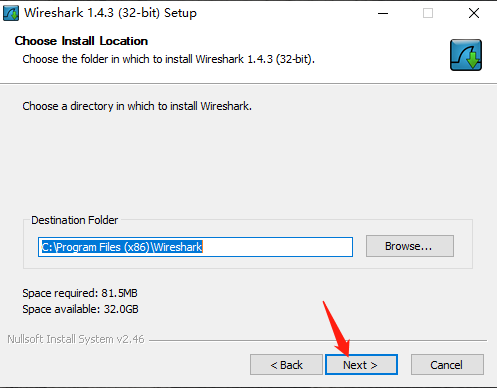 Wireshark 1.4.3 (32-bit) Setup
Choose Install Location
Choose the folder in which to install Wireshark 1.4.3 (32-bit).
Choose a directory in which to install Wireshark.
Destination Folder
C:\Program Files (x86)\Wireshark
Browse...
Space required: 81.5MB
Space available: 32.0GB
Nullsoft Install System v2.46
< Back
Next >
Cancel